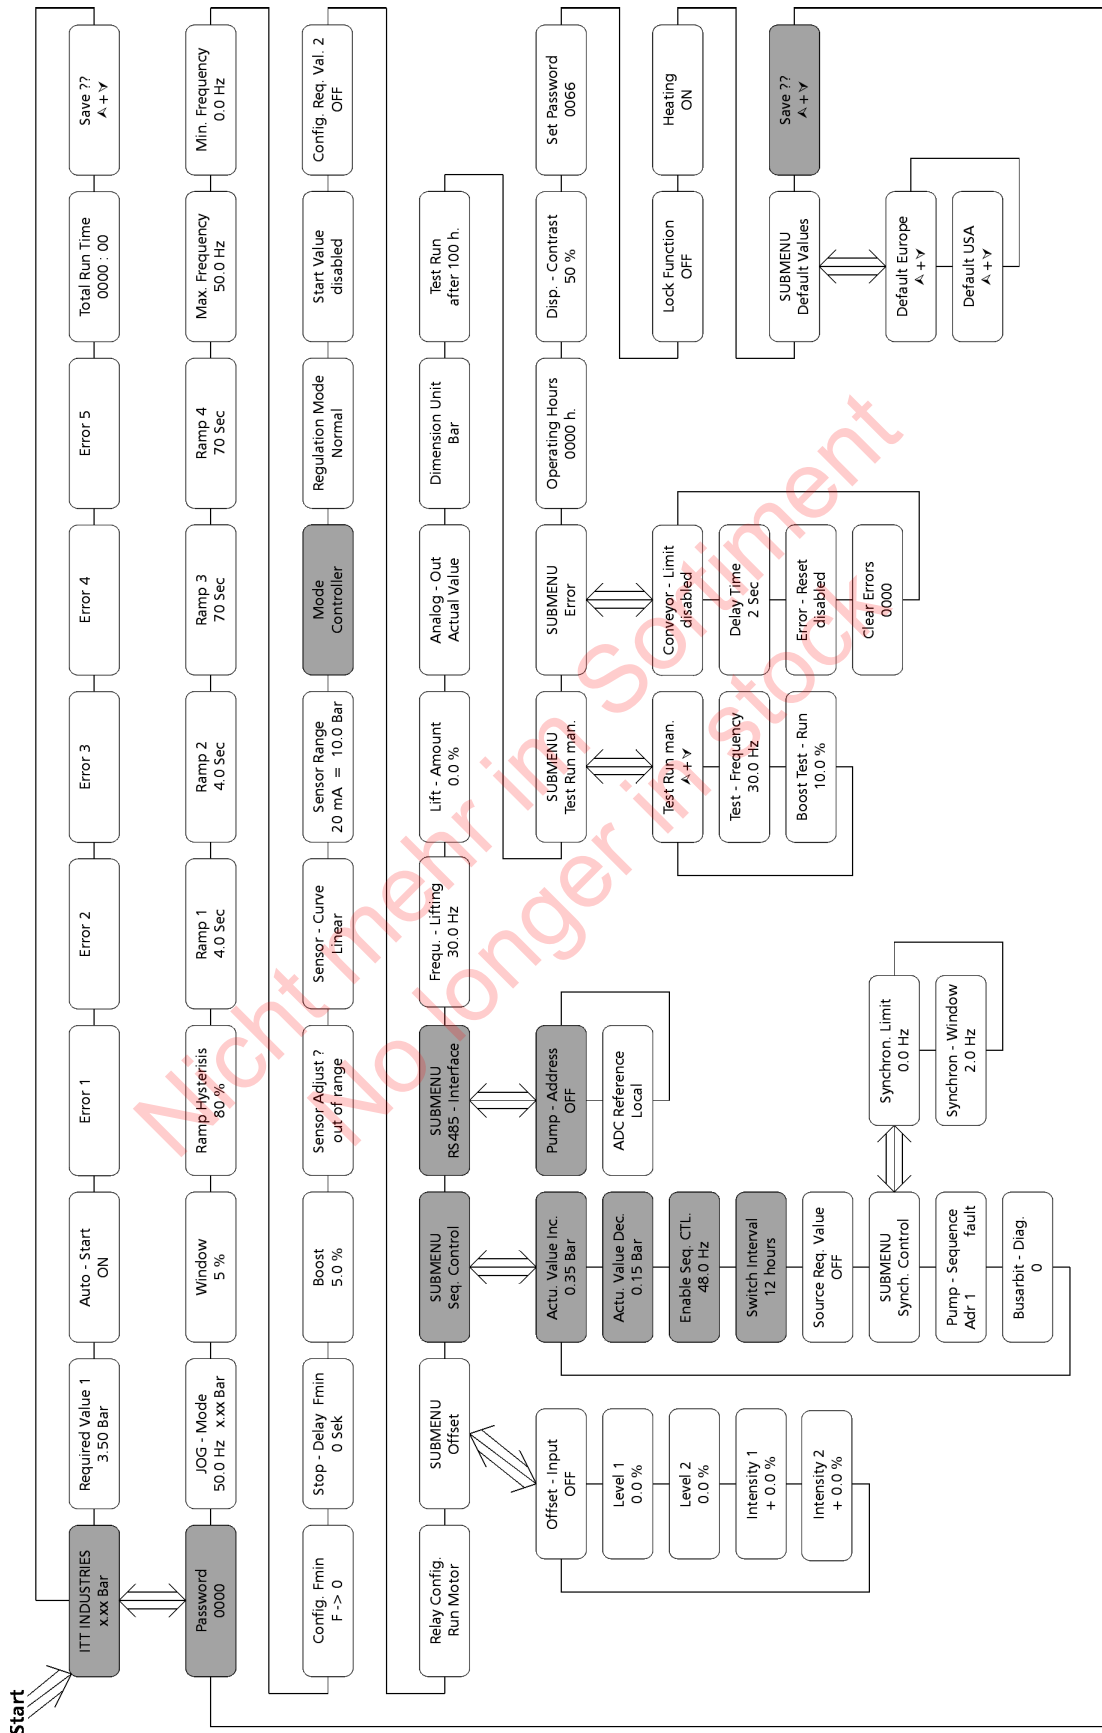 Start
ITT INDUSTRIES
x.xx Bar
Required Value 1
3.50 Bar
Auto - Start
ON
Error 1
Error 2
Error 3
Error 4
Error 5
Total Run Time
0000 : 00
Save ??
⮝ + ⮟
Password
0000
JOG - Mode
50.0 Hz x.xx Bar
Window
5 %
Ramp Hysterisis
80 %
Ramp 1
4.0 Sec
Ramp 2
4.0 Sec
Ramp 3
70 Sec
Ramp 4
70 Sec
Max. Frequency
50.0 Hz
Min. Frequency
0.0 Hz
Config. Fmin
F -> 0
Stop - Delay Fmin
0 Sek
Boost
5.0 %
Sensor Adjust ?
out of range
Sensor - Curve
Linear
Sensor Range
20 mA = 10.0 Bar
Mode
Controller
Regulation Mode
Normal
Start Value
disabled
Config. Req. Val. 2
OFF
Relay Config.
Run Motor
SUBMENU
Offset
SUBMENU
Seq. Control
SUBMENU
RS485 - Interface
Frequ. - Lifting
30.0 Hz
Lift - Amount
0.0 %
Analog - Out
Actual Value
Dimension Unit
Bar
Test Run
after 100 h.
Offset - Input
OFF
Level 1
0.0 %
Level 2
0.0 %
Intensity 1
+ 0.0 %
Intensity 2
+ 0.0 %
Actu. Value Inc.
0.35 Bar
Actu. Value Dec.
0.15 Bar
Enable Seq. CTL.
48.0 Hz
Switch Interval
12 hours
Source Req. Value
OFF
SUBMENU
Synch. Control
Pump - Sequence
Adr 1 fault
Busarbit - Diag.
0
Synchron. Limit
0.0 Hz
Synchron - Window
2.0 Hz
Pump - Address
OFF
ADC Reference
Local
SUBMENU
Test Run man.
SUBMENU
Error
Operating Hours
0000 h.
Disp. - Contrast
50 %
Set Password
0066
Test Run man.
⮝ + ⮟
Test - Frequency
30.0 Hz
Boost Test - Run
10.0 %
Conveyor - Limit
disabled
Delay Time
2 Sec
Error - Reset
disabled
Clear Errors
0000
Lock Function
OFF
Heating
ON
SUBMENU
Default Values
Save ??
⮝ + ⮟
Default Europe
⮝ + ⮟
Default USA
⮝ + ⮟
Nicht mehr im Sortiment
No longer in stock